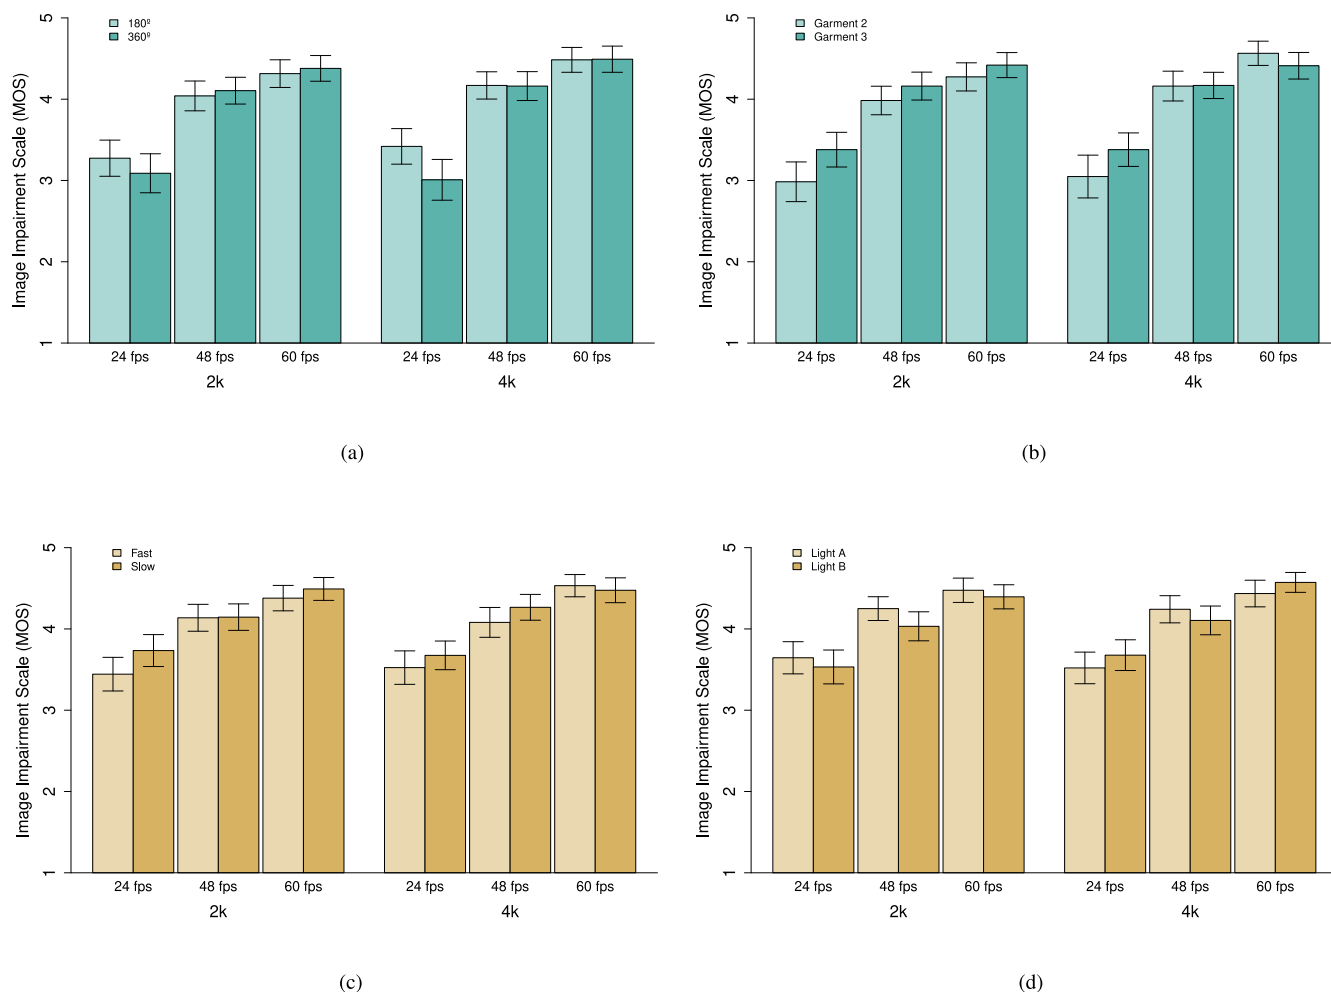 180º
360º
Image Impairment Scale (MOS)
5
4
3
2
1
24 fps 48 fps 60 fps 24 fps 48 fps 60 fps
2k 4k
(a)
Garment 2
Garment 3
Image Impairment Scale (MOS)
5
4
3
2
1
24 fps 48 fps 60 fps 24 fps 48 fps 60 fps
2k 4k
(b)
Fast
Slow
Image Impairment Scale (MOS)
5
4
3
2
1
24 fps 48 fps 60 fps 24 fps 48 fps 60 fps
2k 4k
(c)
Light A
Light B
Image Impairment Scale (MOS)
5
4
3
2
1
24 fps 48 fps 60 fps 24 fps 48 fps 60 fps
2k 4k
(d)